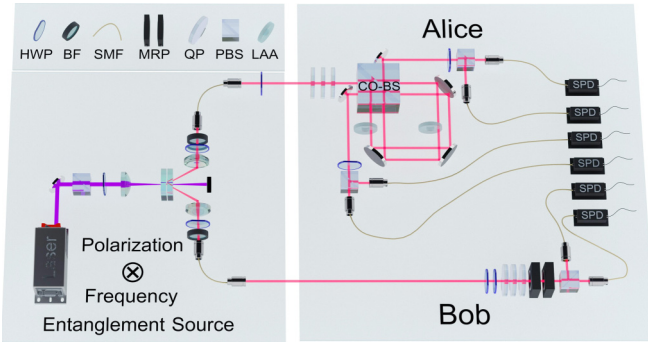 HWP BF SMF MRP QP PBS LAA
Alice
CO-BS
SPD
SPD
SPD
SPD
SPD
SPD
Laser
Polarization
⊗
Frequency
Entanglement Source
Bob